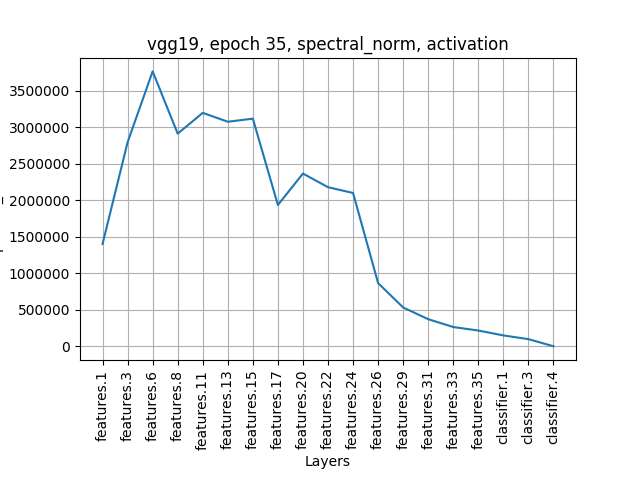 vgg19, epoch 35, spectral_norm, activation
3500000
3000000
2500000
2000000
1500000
1000000
500000
0
features.1
features.3
features.6
features.8
features.11
features.13
features.15
features.17
features.20
features.22
features.24
features.26
features.29
features.31
features.33
features.35
classifier.1
classifier.3
classifier.4
Layers